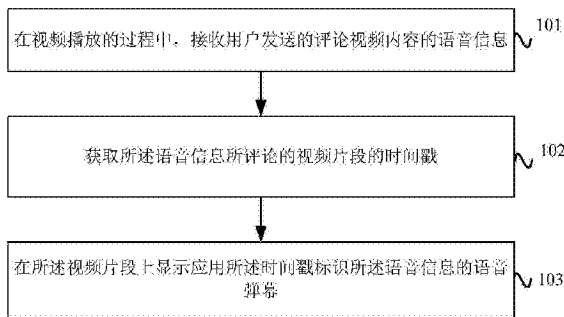 在视频播放的过程中，接收用户发送的评论视频内容的语音信息
101
获取所述语音信息所评论的视频片段的时间戳
102
在所述视频片段上显示应用所述时间戳标识所述语音信息的语音
弹幕
103